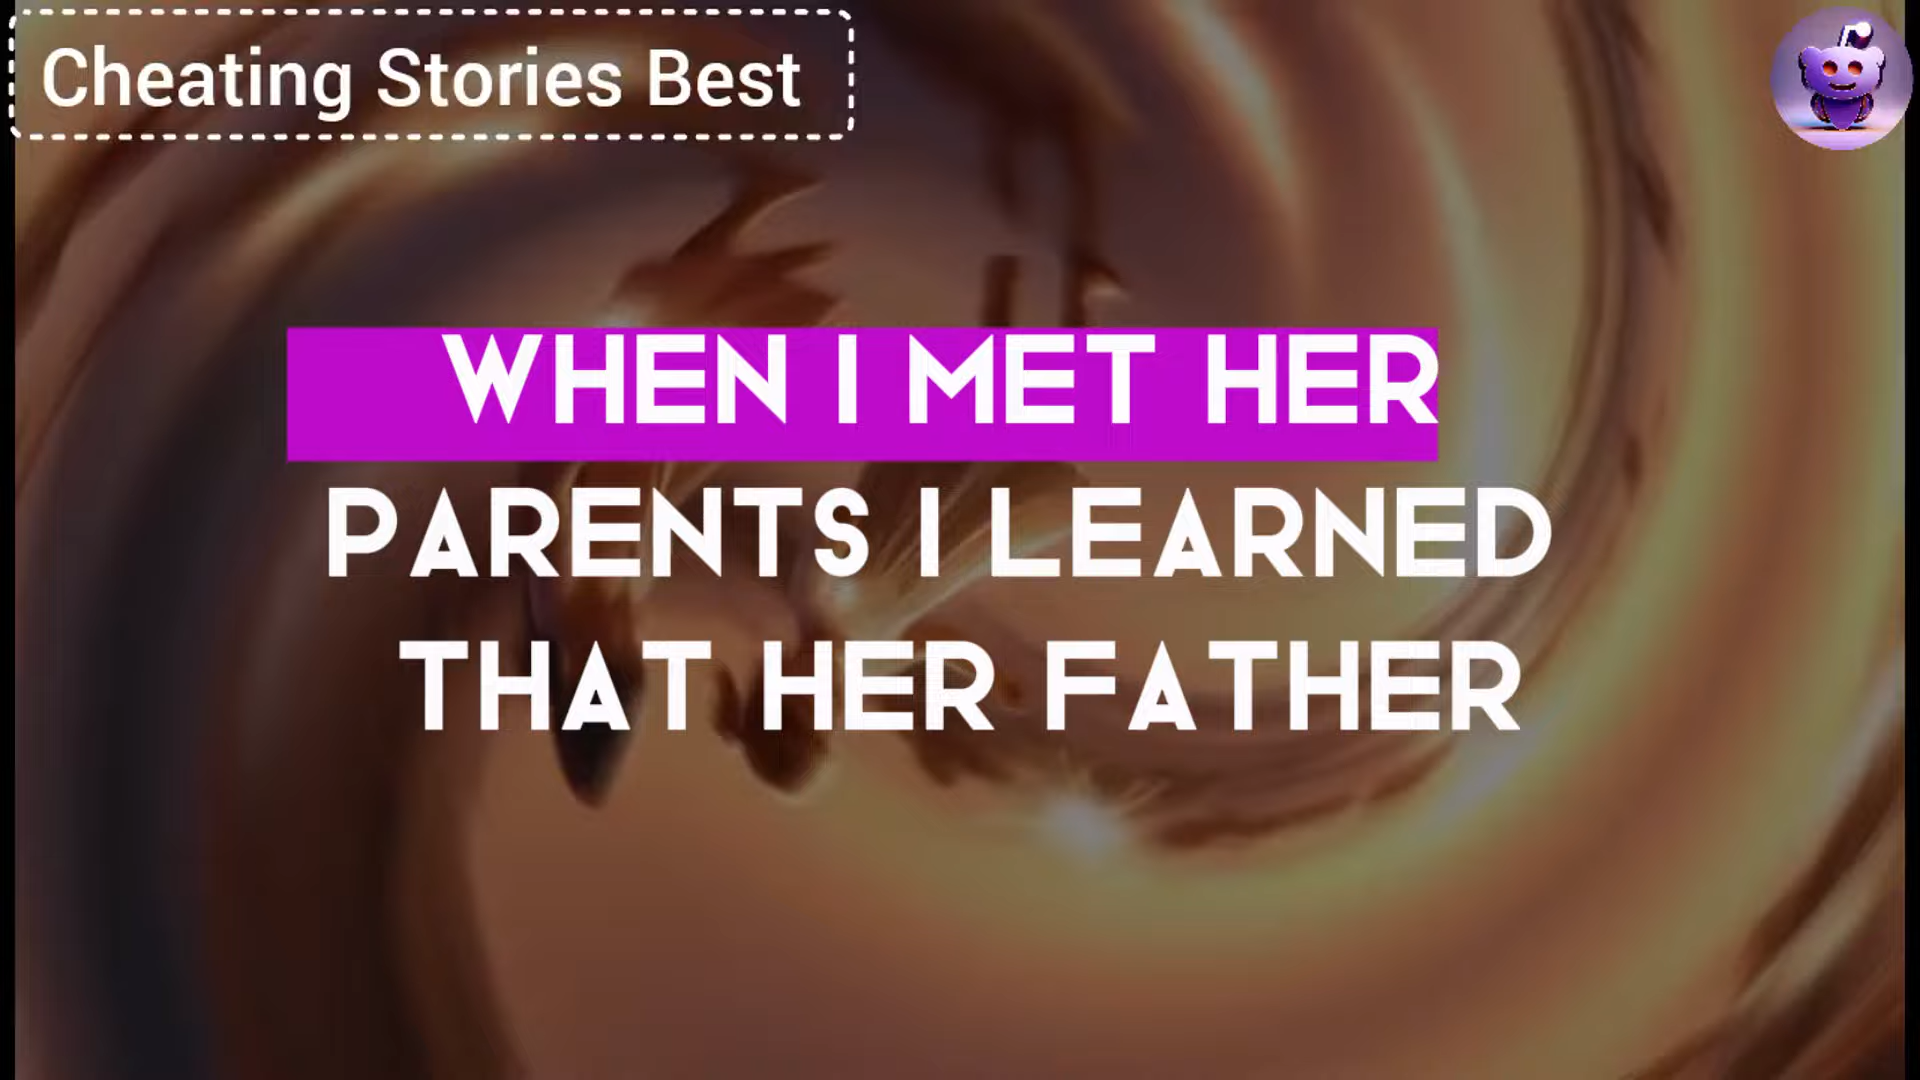 Cheating Stories Best
WHEN I MET HER
PARENTS I LEARNED
THAT HER FATHER